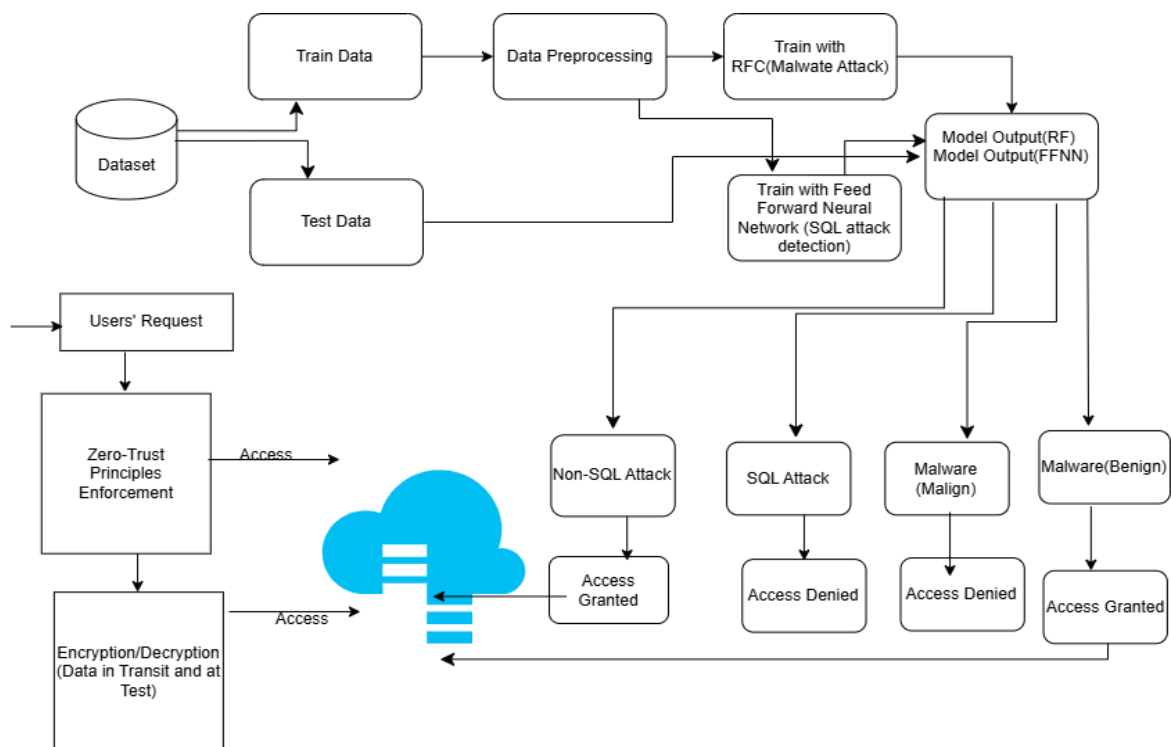 Train Data
Data Preprocessing
Train with
RFC(Malwate Attack)
Dataset
Model Output(RF)
Model Output(FFNN)
Test Data
Train with Feed
Forward Neural
Network (SQL attack
detection)
Users' Request
Zero-Trust
Principles
Enforcement
Access
Non-SQL Attack
SQL Attack
Malware
(Malign)
Malware(Benign)
Access
Granted
Access Denied
Access Denied
Access Granted
Access
Encryption/Decryption
(Data in Transit and at
Test)